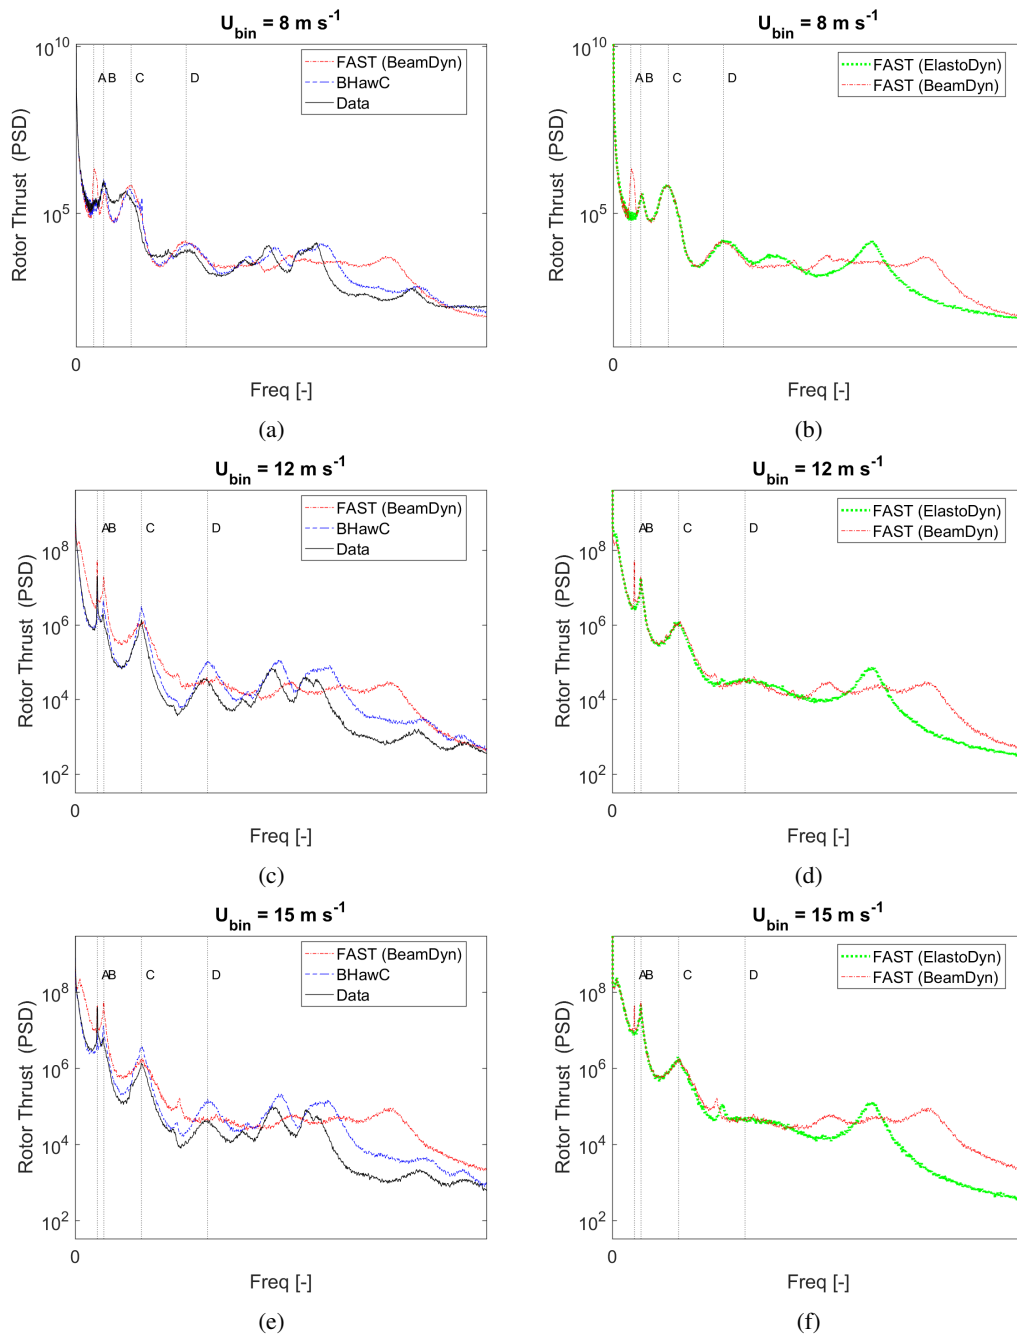 U_bin = 8 m s^-1
10^10
10^5
Rotor Thrust (PSD)
A B C D
FAST (BeamDyn)
BHawC
Data
0
Freq [-]
(a)
U_bin = 8 m s^-1
10^10
10^5
Rotor Thrust (PSD)
A B C D
FAST (ElastoDyn)
FAST (BeamDyn)
0
Freq [-]
(b)
U_bin = 12 m s^-1
10^8
10^6
10^4
10^2
Rotor Thrust (PSD)
A B C D
FAST (BeamDyn)
BHawC
Data
0
Freq [-]
(c)
U_bin = 12 m s^-1
10^8
10^6
10^4
10^2
Rotor Thrust (PSD)
A B C D
FAST (ElastoDyn)
FAST (BeamDyn)
0
Freq [-]
(d)
U_bin = 15 m s^-1
10^8
10^6
10^4
10^2
Rotor Thrust (PSD)
A B C D
FAST (BeamDyn)
BHawC
Data
0
Freq [-]
(e)
U_bin = 15 m s^-1
10^8
10^6
10^4
10^2
Rotor Thrust (PSD)
A B C D
FAST (ElastoDyn)
FAST (BeamDyn)
0
Freq [-]
(f)